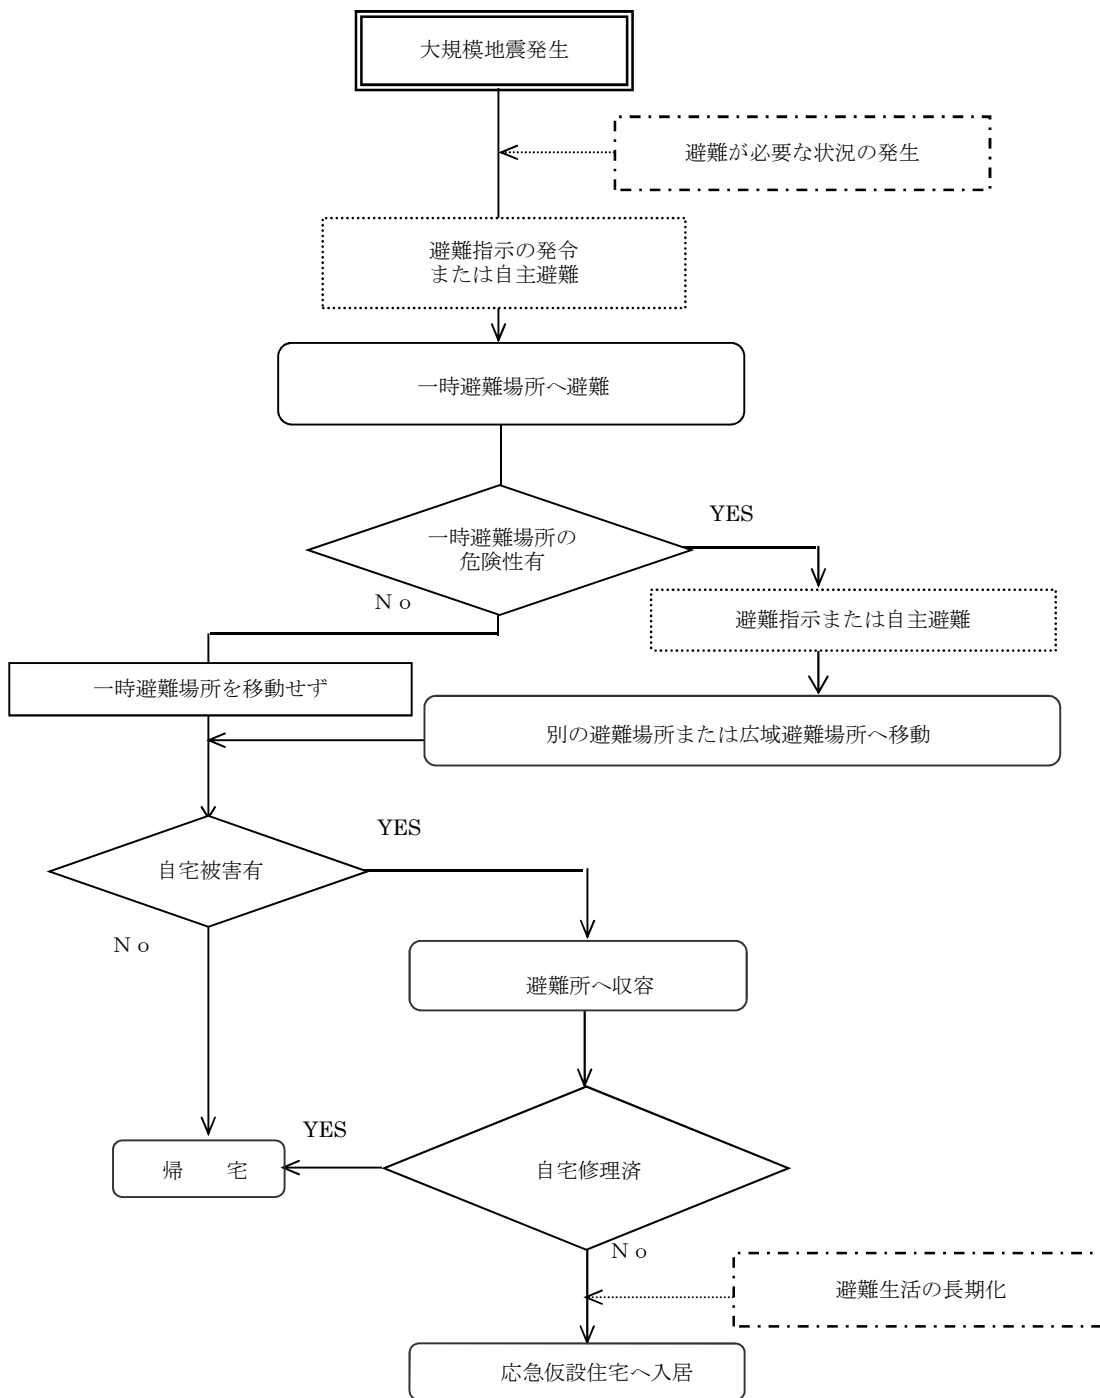 大規模地震発生
避難が必要な状況の発生
避難指示の発令
または自主避難
一時避難場所へ避難
YES
一時避難場所の
危険性有
No
避難指示または自主避難
一時避難場所を移動せず
別の避難場所または広域避難場所へ移動
YES
自宅被害有
No
避難所へ収容
YES
帰　宅
自宅修理済
No
避難生活の長期化
応急仮設住宅へ入居